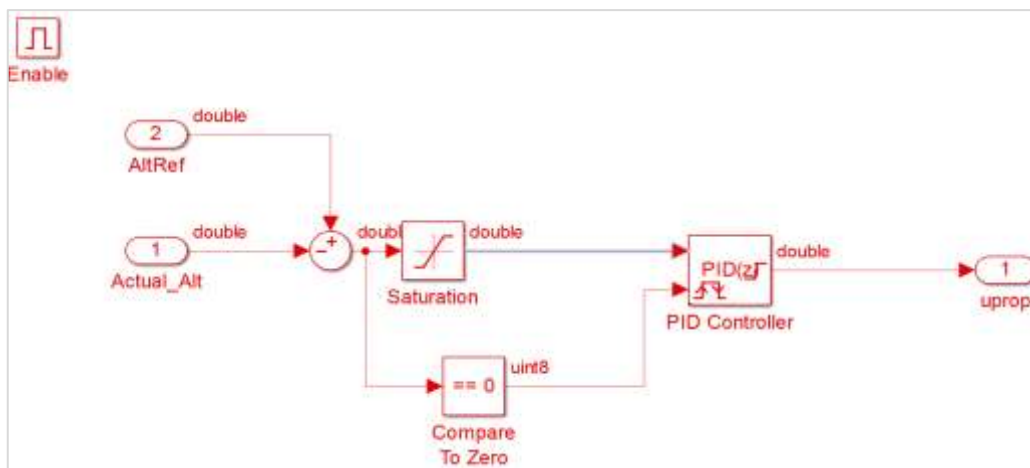 Enable
double
2
AltRef
double
1
Actual_Alt
+
−
doubl
double
Saturation
PID(z)
PID Controller
double
1
uprop
== 0
uint8
Compare
To Zero